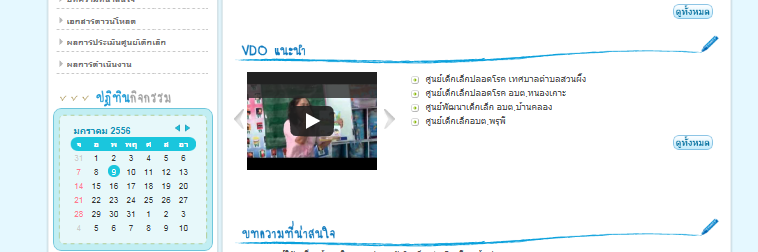 เอกสารดาวน์โหลด
ผลการประเมินศูนย์เด็กเล็ก
ผลการดำเนินงาน
ปฏิทินกิจกรรม
มกราคม 2556
จ อ พ พฤ ศ ส อา
31 1 2 3 4 5 6
7 8 9 10 11 12 13
14 15 16 17 18 19 20
21 22 23 24 25 26 27
28 29 30 31 1 2 3
4 5 6 7 8 9 10
ดูทั้งหมด
VDO แนะนำ
ศูนย์เด็กเล็กปลอดโรค เทศบาลตำบลสวนผึ้ง
ศูนย์เด็กเล็กปลอดโรค อบต.หนองเกาะ
ศูนย์พัฒนาเด็กเล็ก อบต.บ้านคลอง
ศูนย์เด็กเล็กอบต.พรุพี
ดูทั้งหมด
บทความที่น่าสนใจ